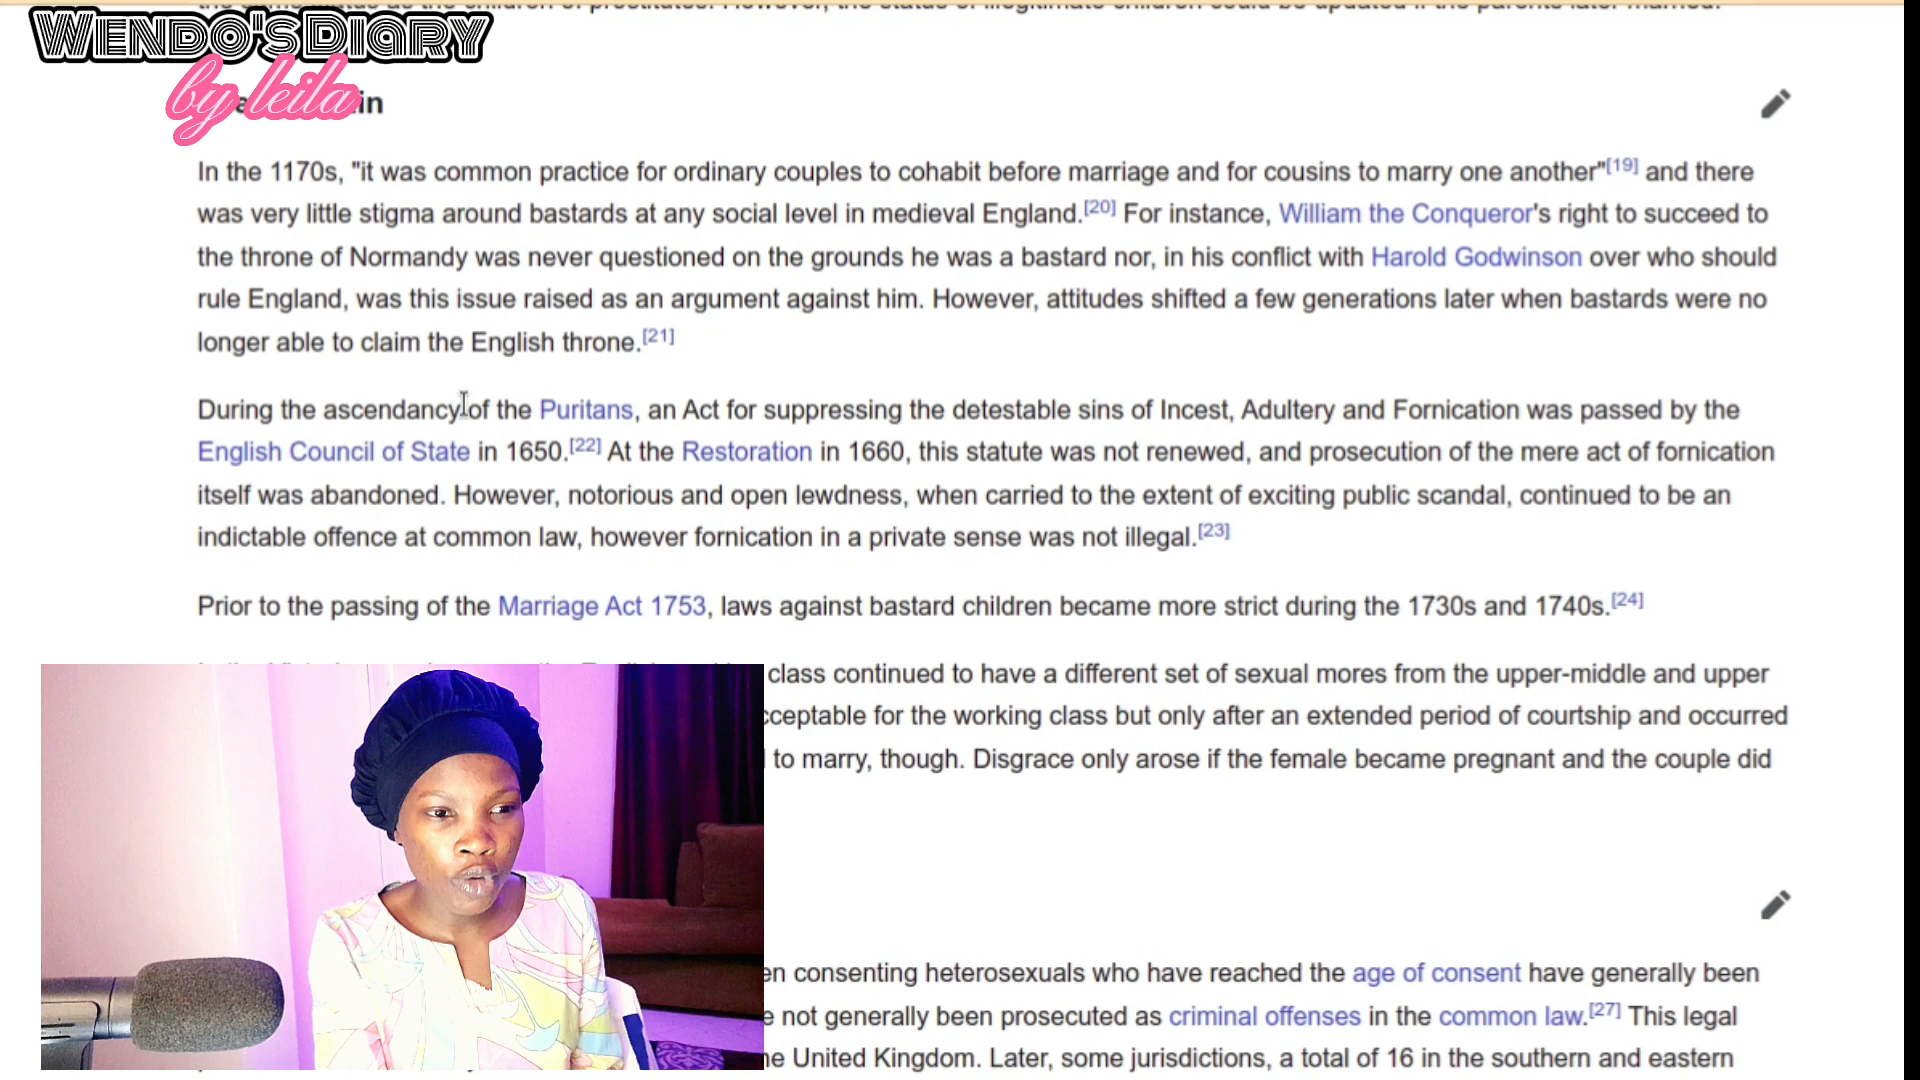 WENDO'S DIARY
by leila
in
In the 1170s, "it was common practice for ordinary couples to cohabit before marriage and for cousins to marry one another"[19] and there
was very little stigma around bastards at any social level in medieval England.[20] For instance, William the Conqueror's right to succeed to
the throne of Normandy was never questioned on the grounds he was a bastard nor, in his conflict with Harold Godwinson over who should
rule England, was this issue raised as an argument against him. However, attitudes shifted a few generations later when bastards were no
longer able to claim the English throne.[21]
During the ascendancy of the Puritans, an Act for suppressing the detestable sins of Incest, Adultery and Fornication was passed by the
English Council of State in 1650.[22] At the Restoration in 1660, this statute was not renewed, and prosecution of the mere act of fornication
itself was abandoned. However, notorious and open lewdness, when carried to the extent of exciting public scandal, continued to be an
indictable offence at common law, however fornication in a private sense was not illegal.[23]
Prior to the passing of the Marriage Act 1753, laws against bastard children became more strict during the 1730s and 1740s.[24]
class continued to have a different set of sexual mores from the upper-middle and upper
cceptable for the working class but only after an extended period of courtship and occurred
to marry, though. Disgrace only arose if the female became pregnant and the couple did
en consenting heterosexuals who have reached the age of consent have generally been
e not generally been prosecuted as criminal offenses in the common law.[27] This legal
he United Kingdom. Later, some jurisdictions, a total of 16 in the southern and eastern